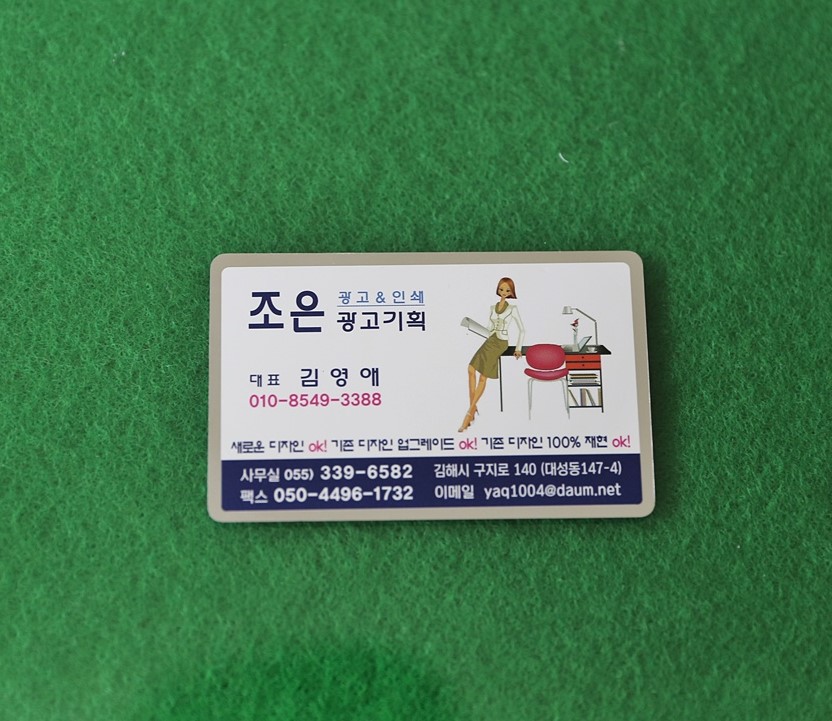 조은 광고 & 인쇄
광고기획
대표 김영애
010-8549-3388
새로운 디자인 ok! 기존 디자인 업그레이드 ok! 기존 디자인 100% 재현 ok!
사무실 055) 339-6582
팩스 050-4496-1732
김해시 구지로 140 (대성동147-4)
이메일 yaq1004@daum.net